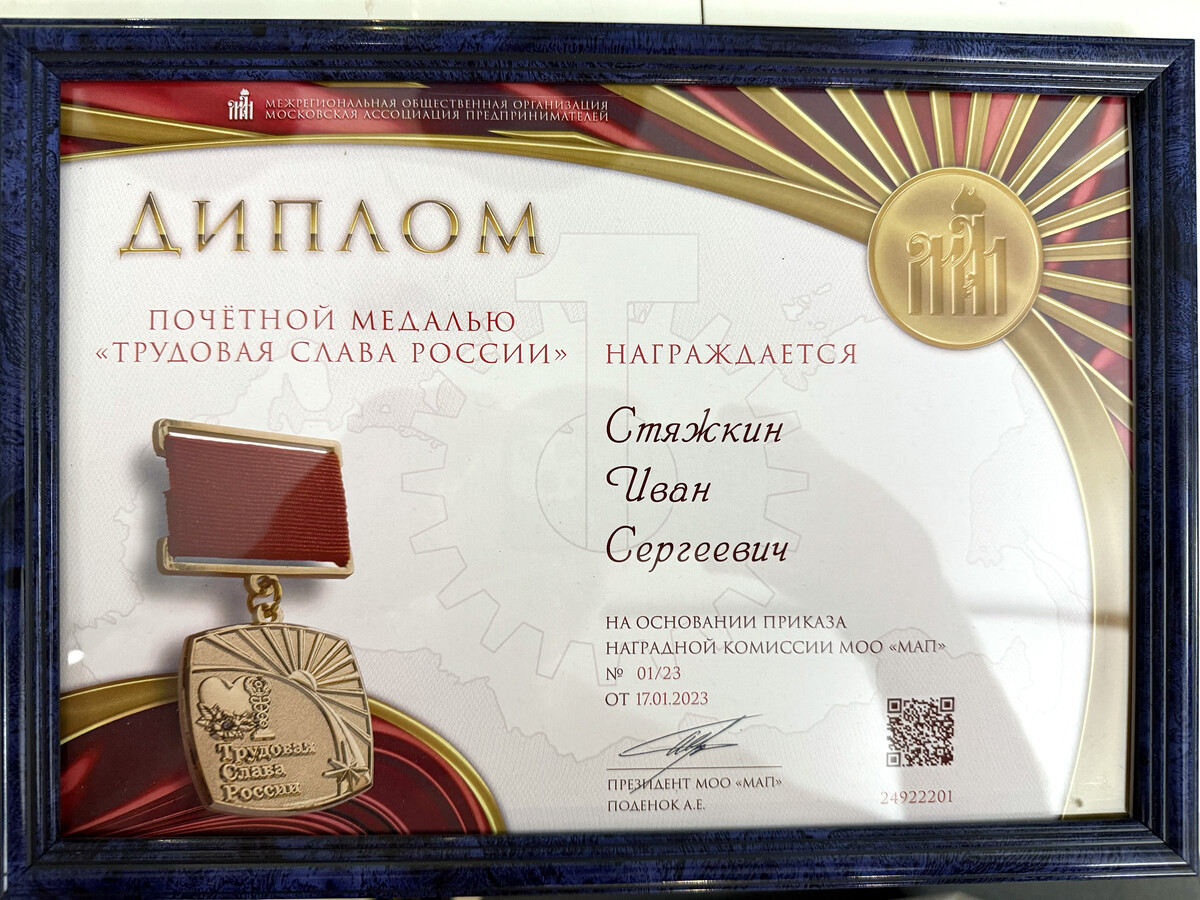 МЕЖРЕГИОНАЛЬНАЯ ОБЩЕСТВЕННАЯ ОРГАНИЗАЦИЯ
МОСКОВСКАЯ АССОЦИАЦИЯ ПРЕДПРИНИМАТЕЛЕЙ
ДИПЛОМ
ПОЧЁТНОЙ МЕДАЛЬЮ
«ТРУДОВАЯ СЛАВА РОССИИ» НАГРАЖДАЕТСЯ
Стяжкин
Иван
Сергеевич
НА ОСНОВАНИИ ПРИКАЗА
НАГРАДНОЙ КОМИССИИ МОО «МАП»
№ 01/23
ОТ 17.01.2023
ПРЕЗИДЕНТ МОО «МАП»
ПОДЕНОК А.Е.
24922201
Трудовая
Слава
России